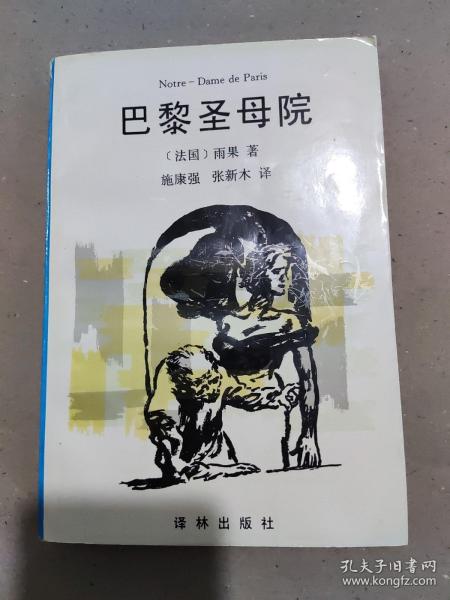 Notre-Dame de Paris
巴黎圣母院
〔法国〕雨果 著
施康强 张新木 译
译林出版社
孔夫子旧书网
www.kongfz.com